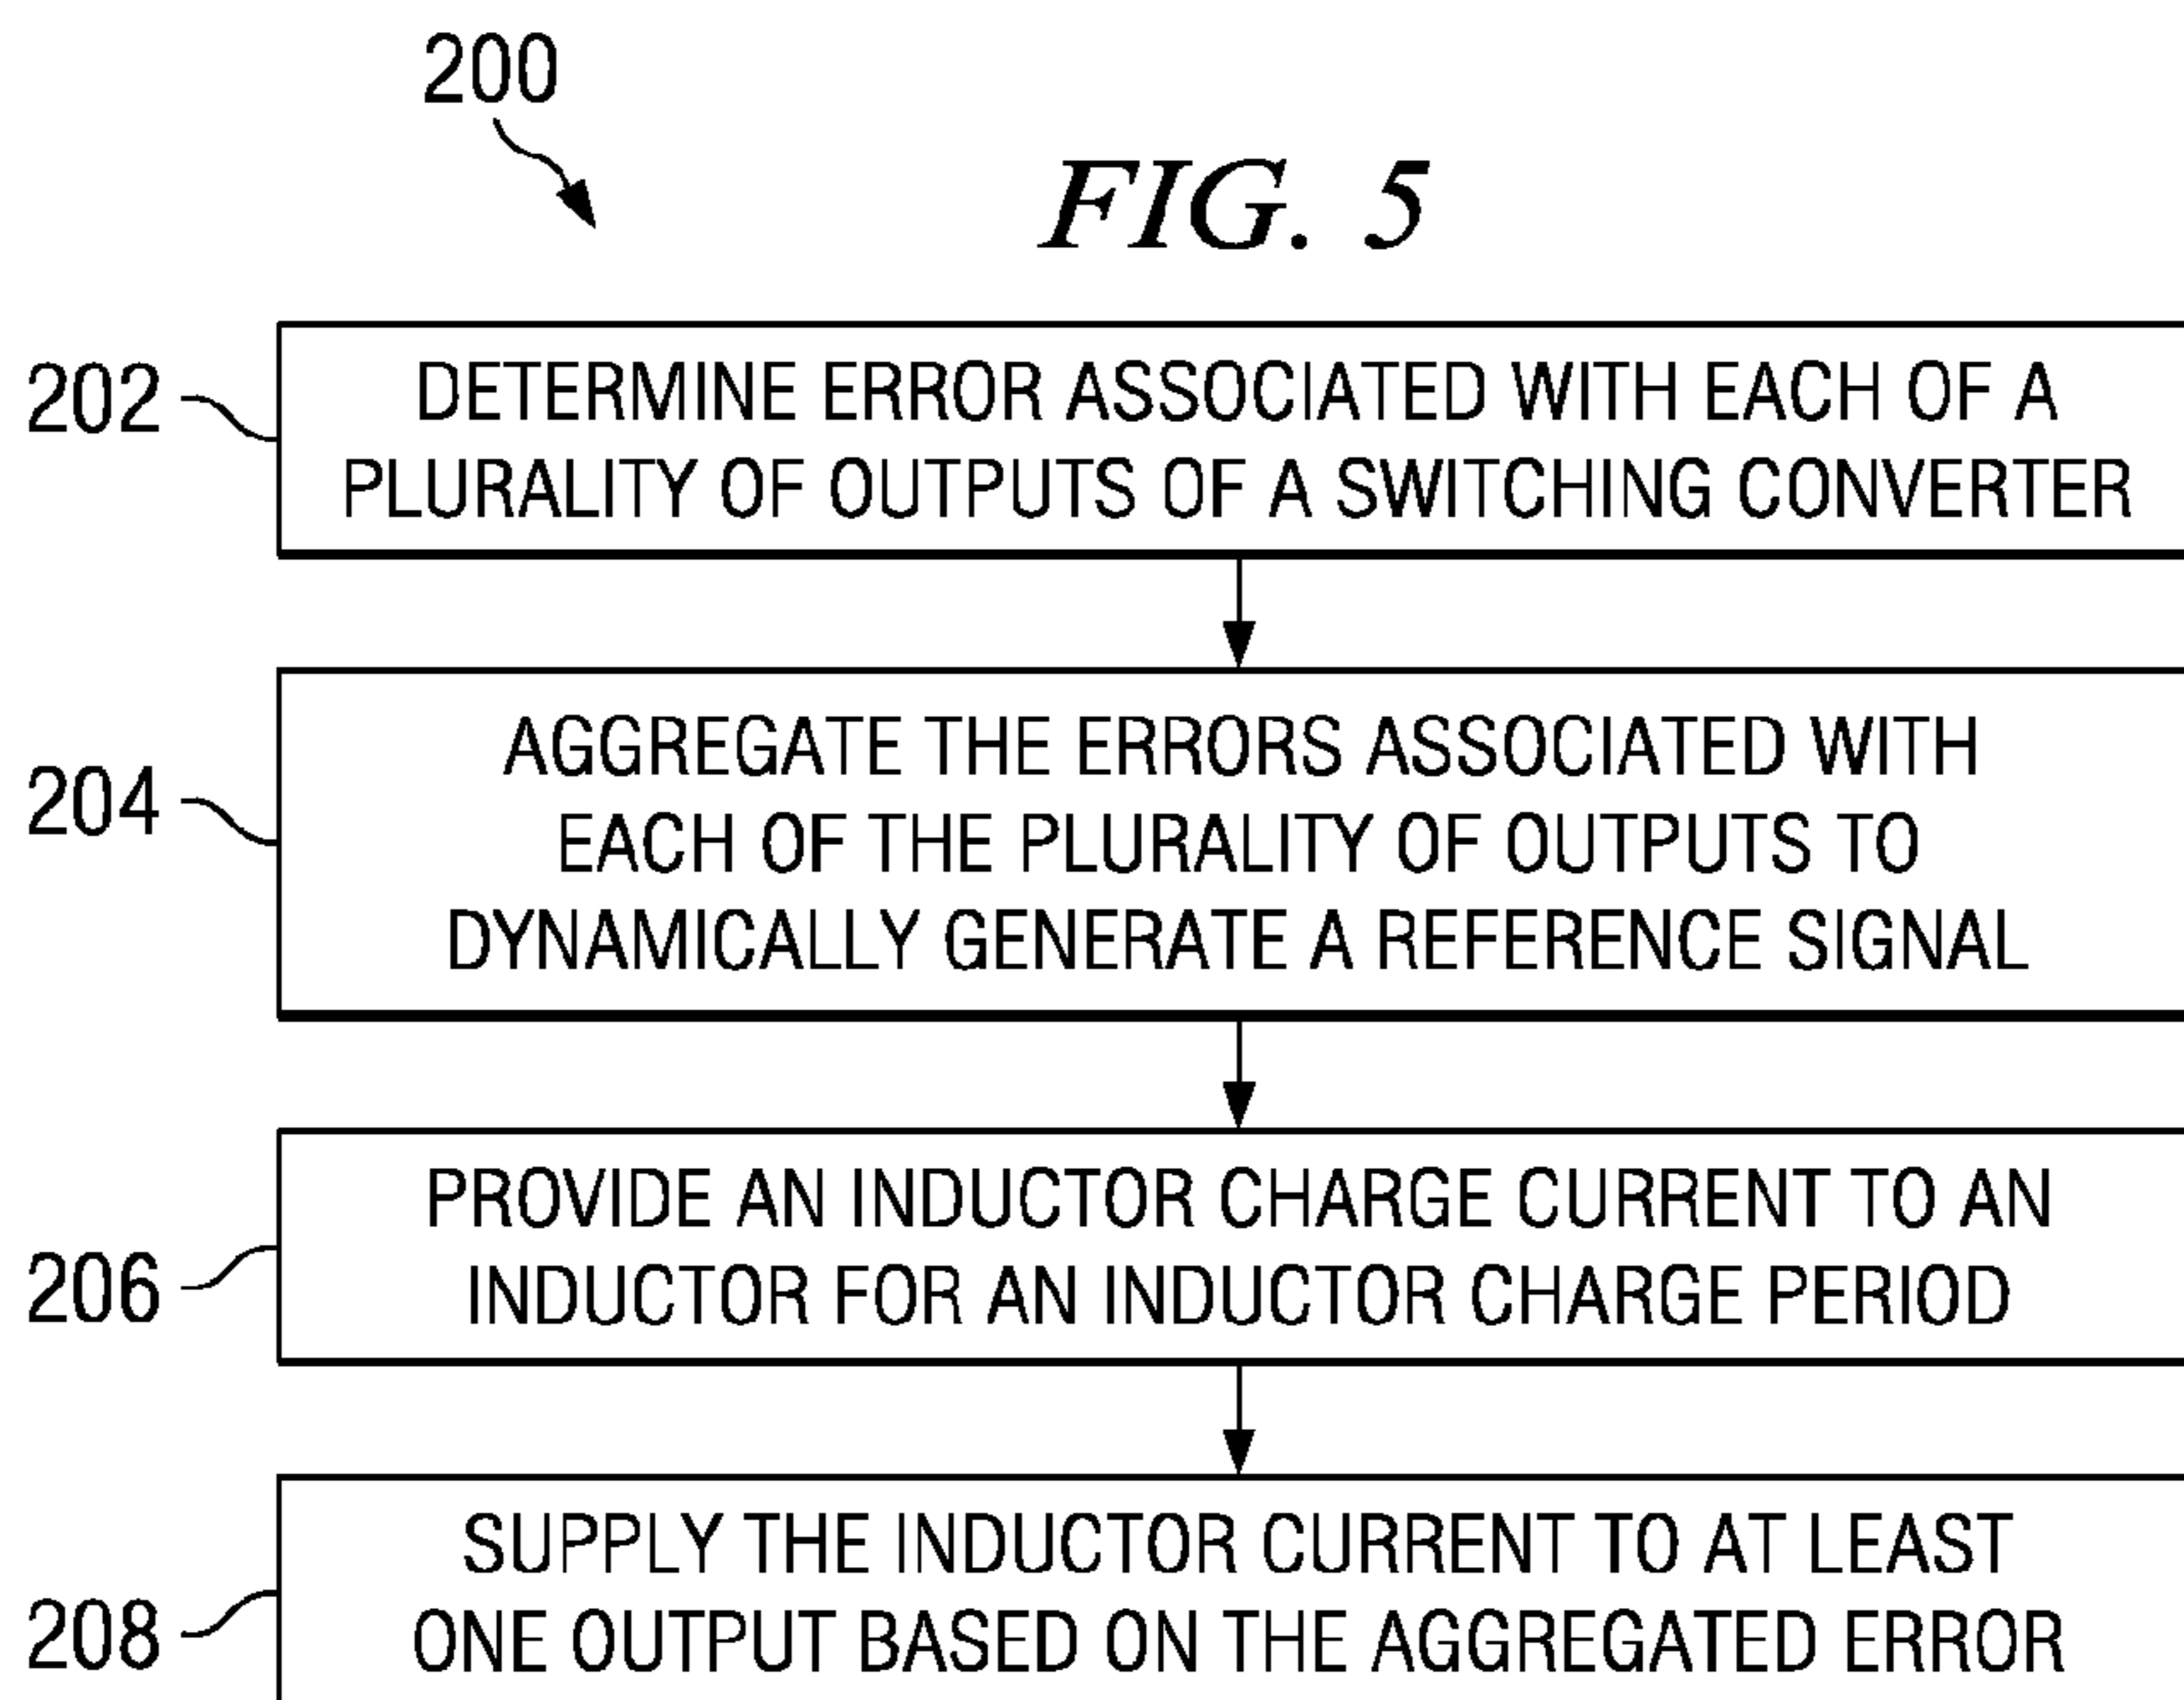 200
FIG. 5
202
DETERMINE ERROR ASSOCIATED WITH EACH OF A
PLURALITY OF OUTPUTS OF A SWITCHING CONVERTER
204
AGGREGATE THE ERRORS ASSOCIATED WITH
EACH OF THE PLURALITY OF OUTPUTS TO
DYNAMICALLY GENERATE A REFERENCE SIGNAL
206
PROVIDE AN INDUCTOR CHARGE CURRENT TO AN
INDUCTOR FOR AN INDUCTOR CHARGE PERIOD
208
SUPPLY THE INDUCTOR CURRENT TO AT LEAST
ONE OUTPUT BASED ON THE AGGREGATED ERROR